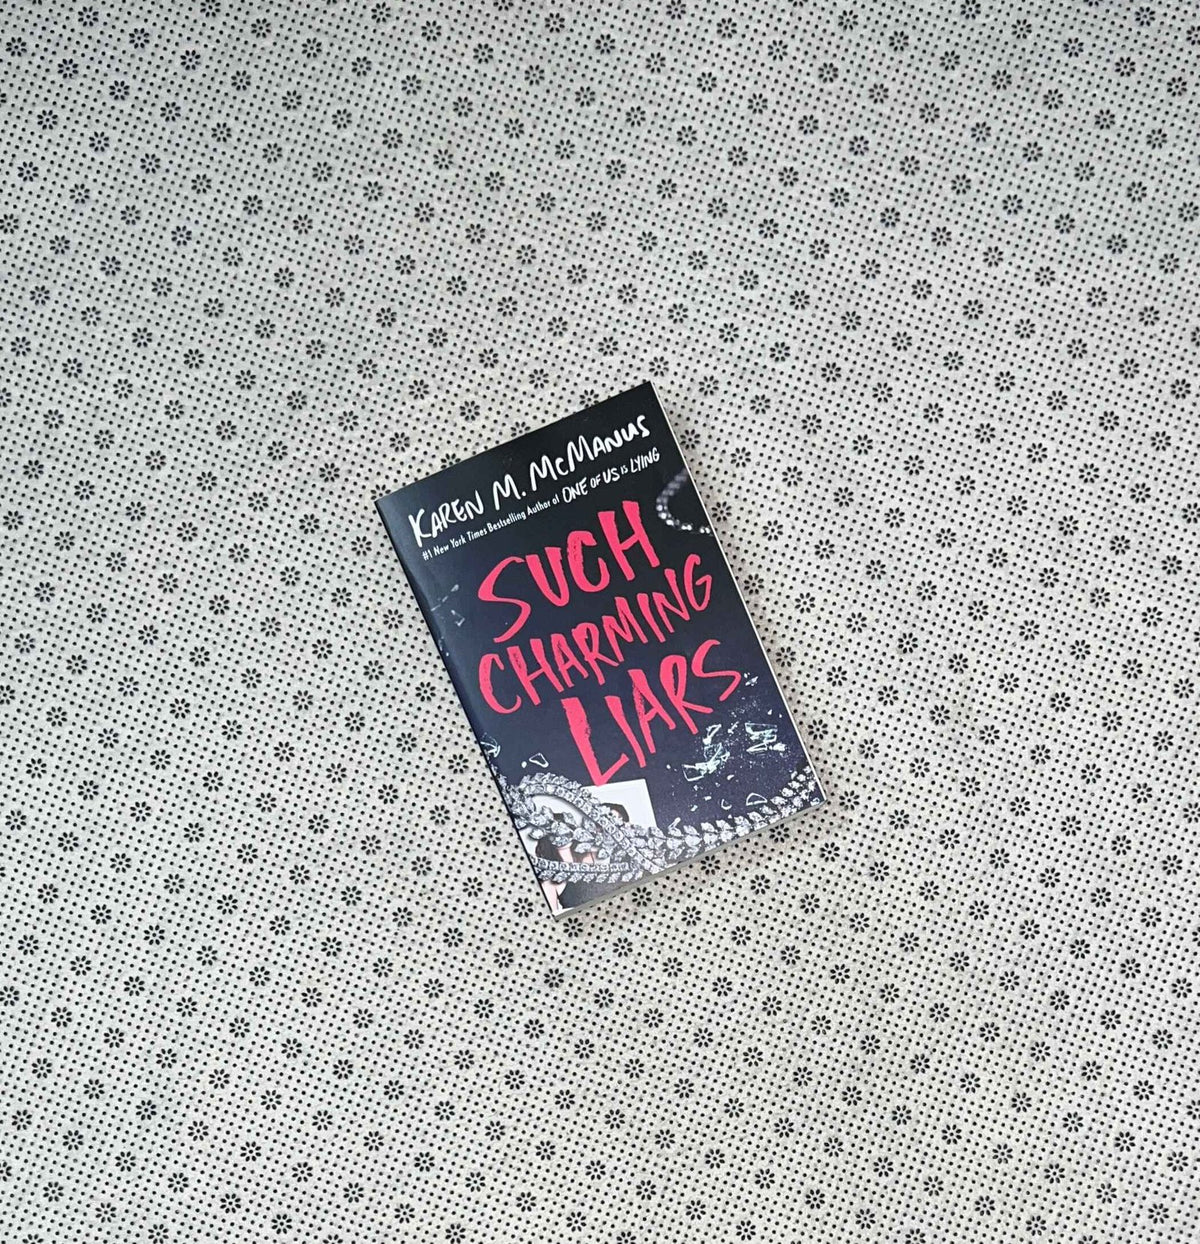 KAREN M. McMANUS
#1 New York Times Bestselling Author of ONE OF US IS LYING
SUCH
CHARMING
LIARS